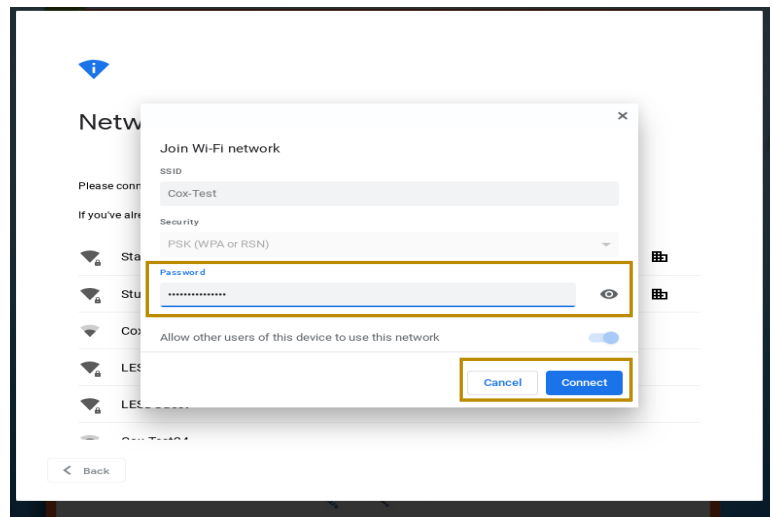 Netw
Join Wi-Fi network
SSID
Cox-Test
Please conn
Security
If you've alre
PSK (WPA or RSN)
Sta
Password
•••••••••••••••
Stu
Allow other users of this device to use this network
LES
Cancel
Connect
Back